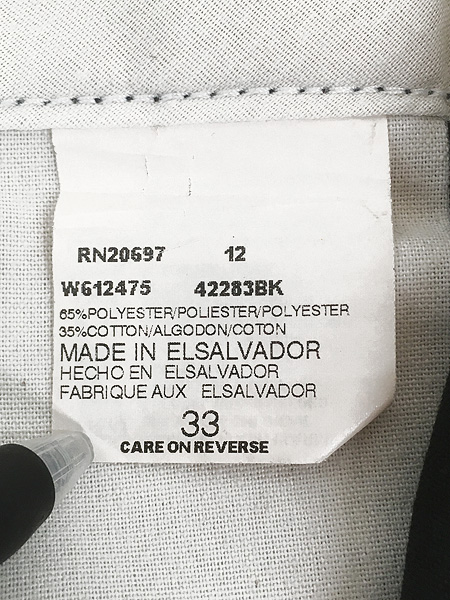 RN20697 12
W612475 42283BK
65%POLYESTER/POLIESTER/POLYESTER
35%COTTON/ALGODON/COTON
MADE IN ELSALVADOR
HECHO EN ELSALVADOR
FABRIQUE AUX ELSALVADOR
33
CARE ON REVERSE